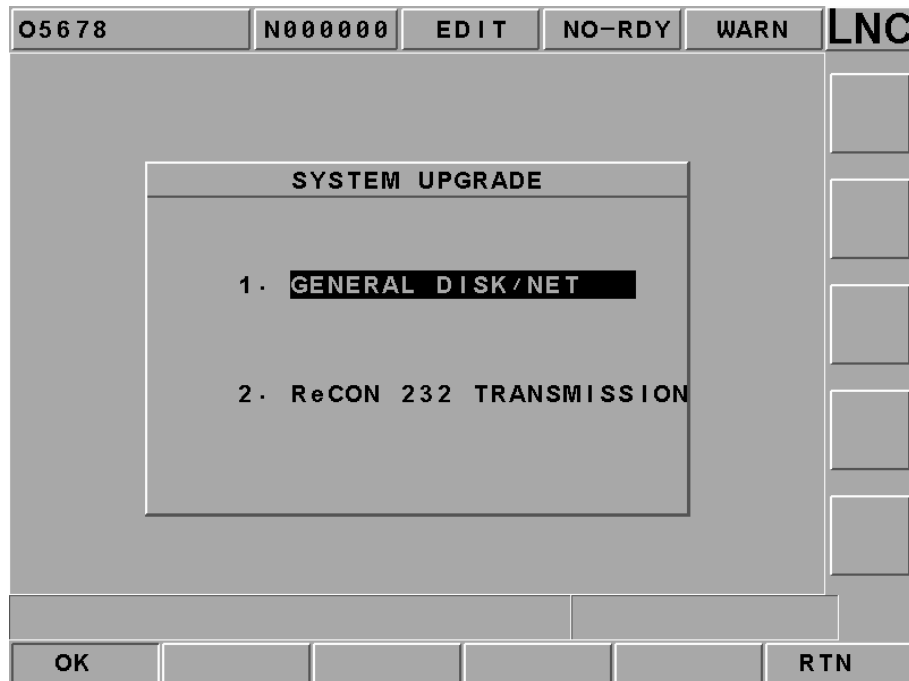 O5678 N000000 EDIT NO-RDY WARN LNC
SYSTEM UPGRADE
1. GENERAL DISK/NET
2. ReCON 232 TRANSMISSION
OK RTN